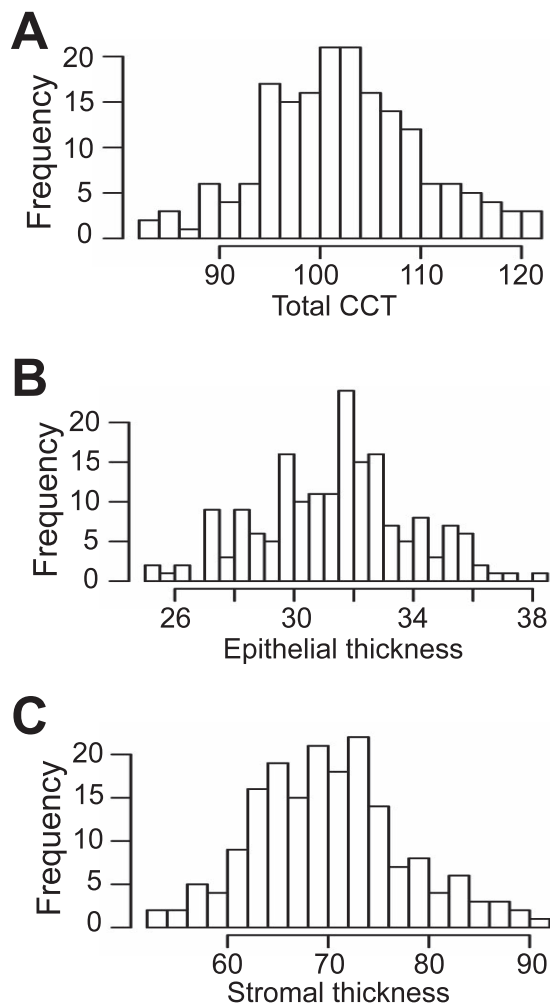 A
Frequency
20
15
10
5
0
90 100 110 120
Total CCT
B
Frequency
20
15
10
5
0
26 30 34 38
Epithelial thickness
C
Frequency
20
15
10
5
0
60 70 80 90
Stromal thickness